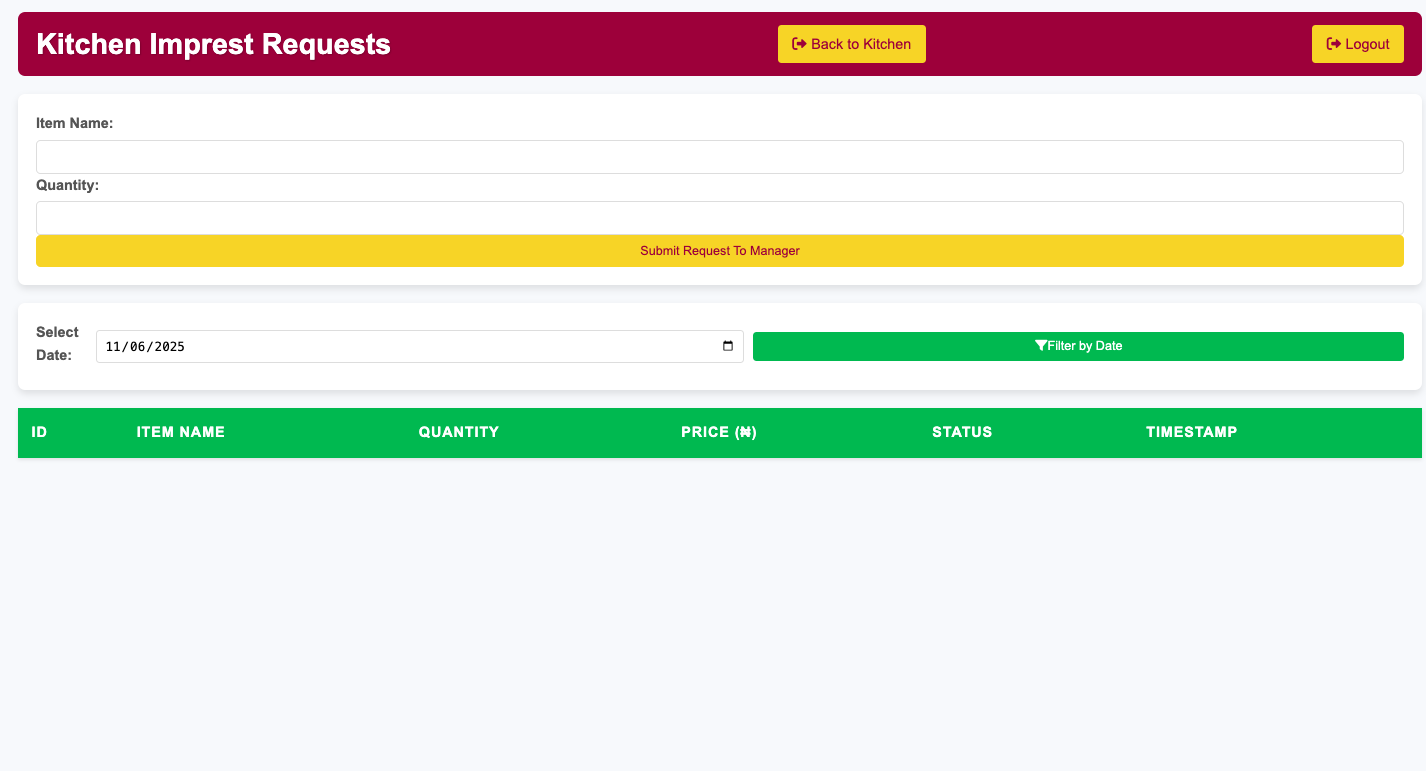 Kitchen Imprest Requests
Back to Kitchen
Logout
Item Name:
Quantity:
Submit Request To Manager
Select
Date:
11/06/2025
Filter by Date
ID ITEM NAME QUANTITY PRICE (₦) STATUS TIMESTAMP